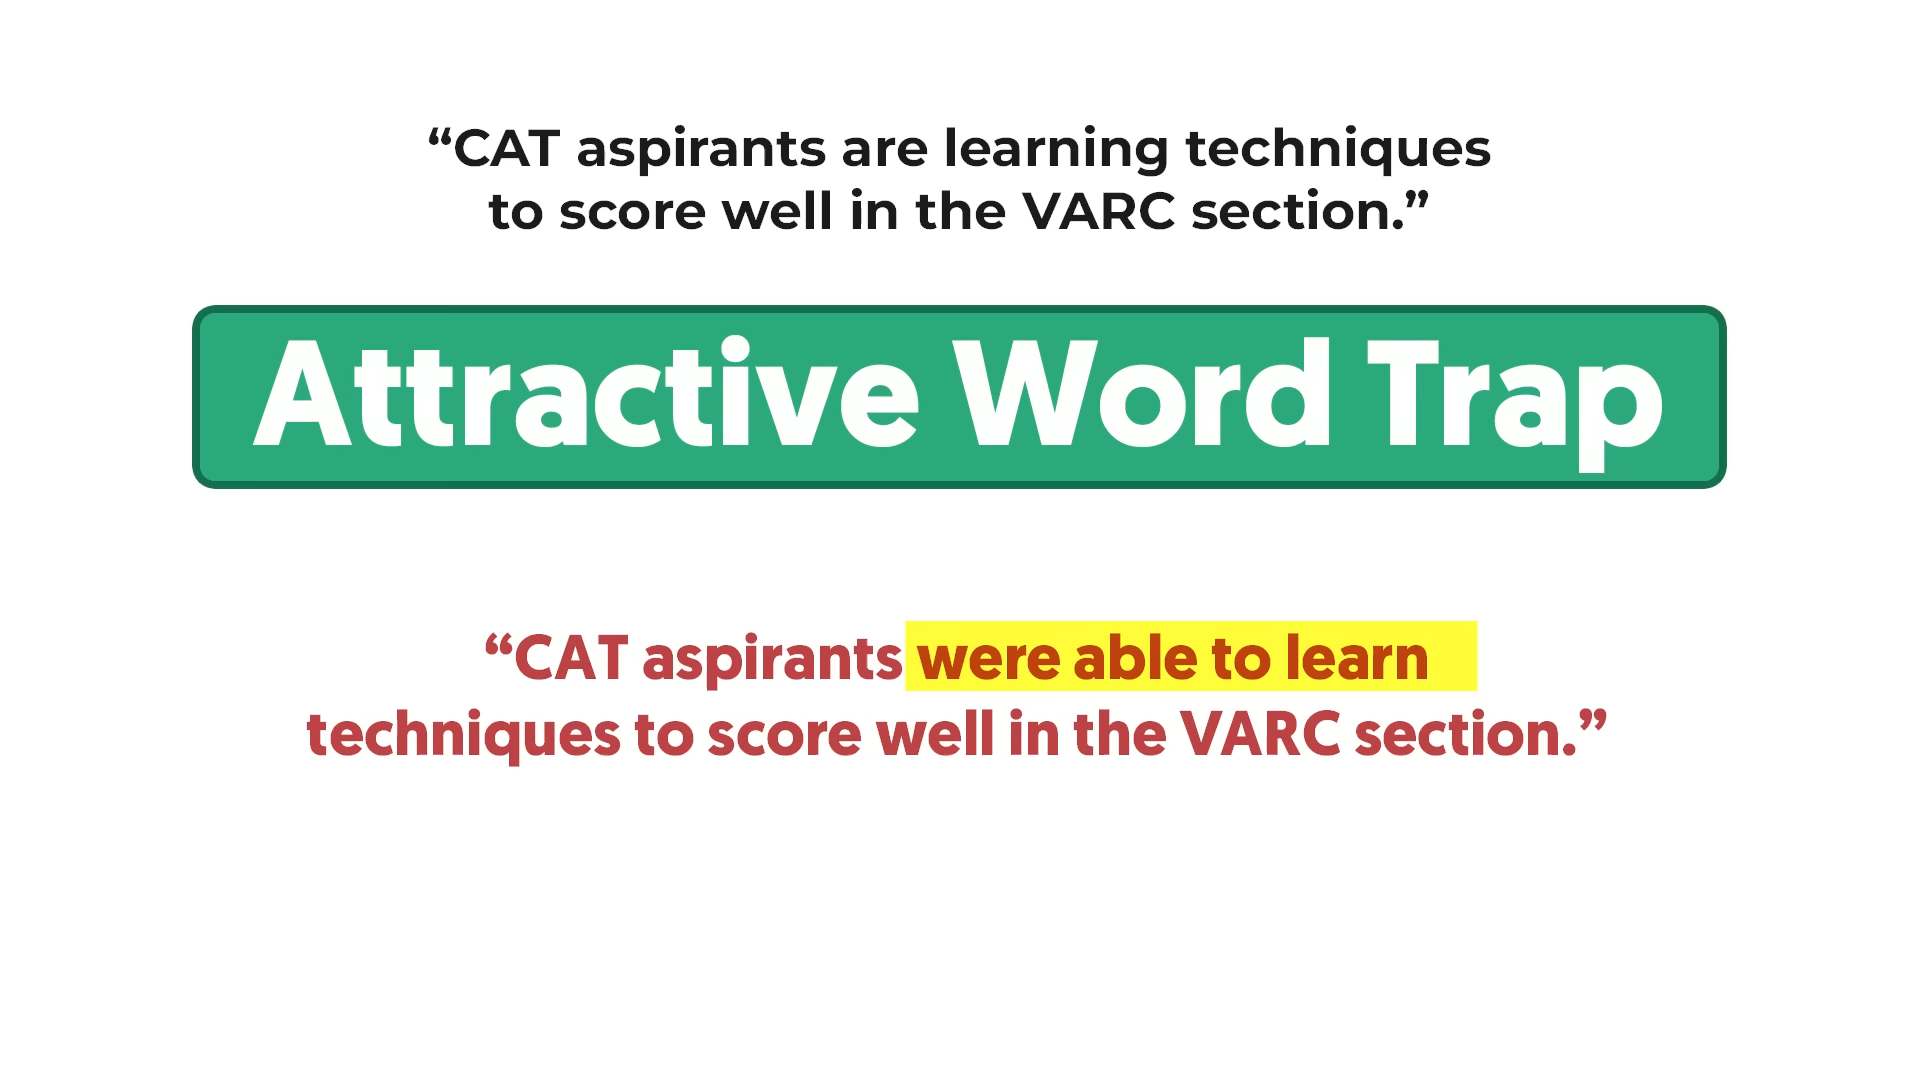 “CAT aspirants are learning techniques
to score well in the VARC section.”
Attractive Word Trap
“CAT aspirants were able to learn
techniques to score well in the VARC section.”